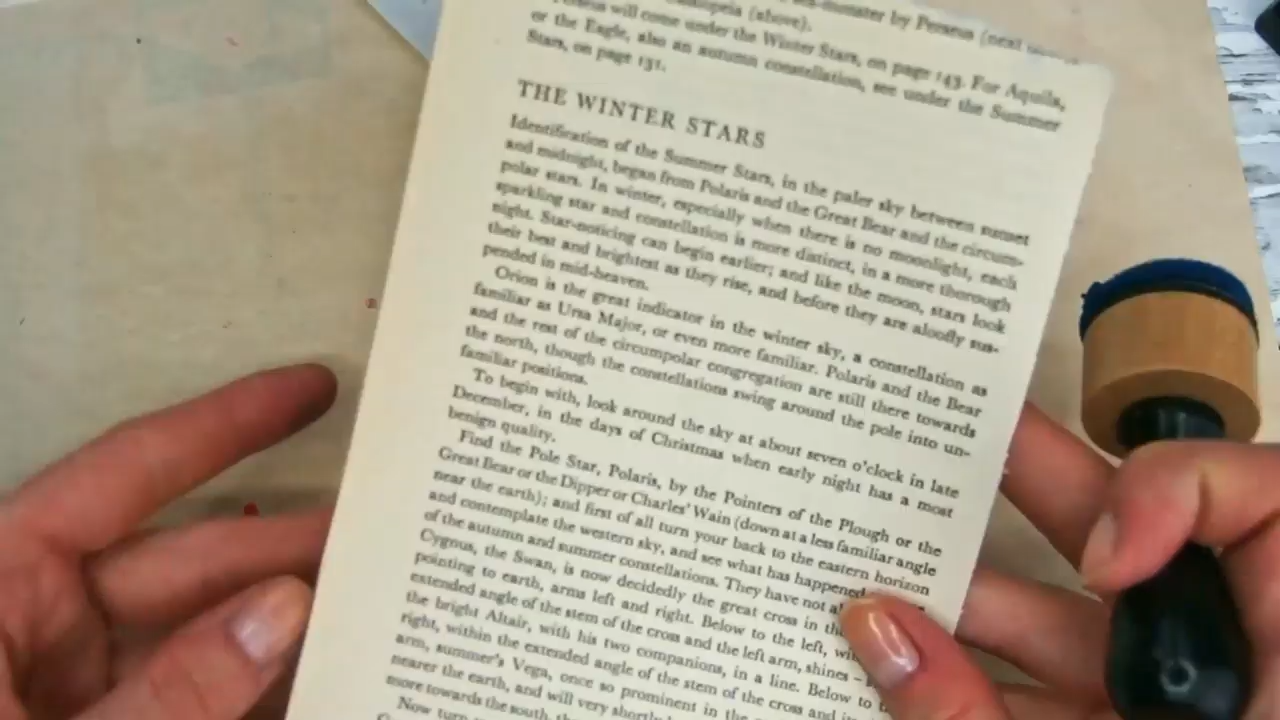 sea-monster by Perseus (next
Cassiopeia (above).
Perseus will come under the Winter Stars, on page 143. For Aquila,
or the Eagle, also an autumn constellation, see under the Summer
Stars, on page 131.
THE WINTER STARS
Identification of the Summer Stars, in the paler sky between sunset
and midnight, began from Polaris and the Great Bear and the circum-
polar stars. In winter, especially when there is no moonlight, each
sparkling star and constellation is more distinct, in a more thorough
night. Star-noticing can begin earlier; and like the moon, stars look
their best and brightest as they rise, and before they are aloofly sus-
pended in mid-heaven.
Orion is the great indicator in the winter sky, a constellation as
familiar as Ursa Major, or even more familiar. Polaris and the Bear
and the rest of the circumpolar congregation are still there towards
the north, though the constellations swing around the pole into un-
familiar positions.
To begin with, look around the sky at about seven o'clock in late
December, in the days of Christmas when early night has a most
benign quality.
Find the Pole Star, Polaris, by the Pointers of the Plough or the
Great Bear or the Dipper or Charles' Wain (down at a less familiar angle
near the earth); and first of all turn your back to the eastern horizon
and contemplate the western sky, and see what has happened
of the autumn and summer constellations. They have not
Cygnus, the Swan, is now decidedly the great cross in the
pointing to earth, arms left and right. Below to the left,
extended angle of the stem of the cross and the left arm, shines –
the bright Altair, with his two companions, in a line. Below to
right, within the extended angle of the stem of the cross and
arm, summer's Vega, once so prominent in the
nearer the earth, and will very shortly
more towards the south,
Now turn